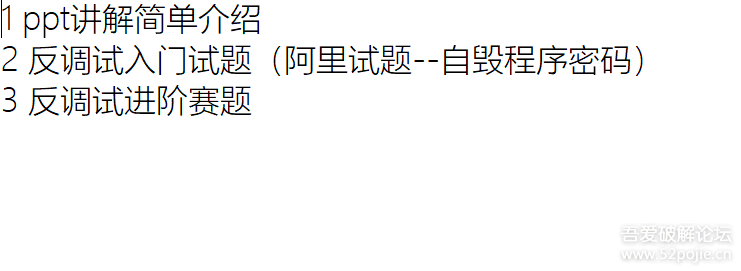 1 ppt讲解简单介绍
2 反调试入门试题（阿里试题--自毁程序密码）
3 反调试进阶赛题
吾爱破解论坛
www.52pojie.cn